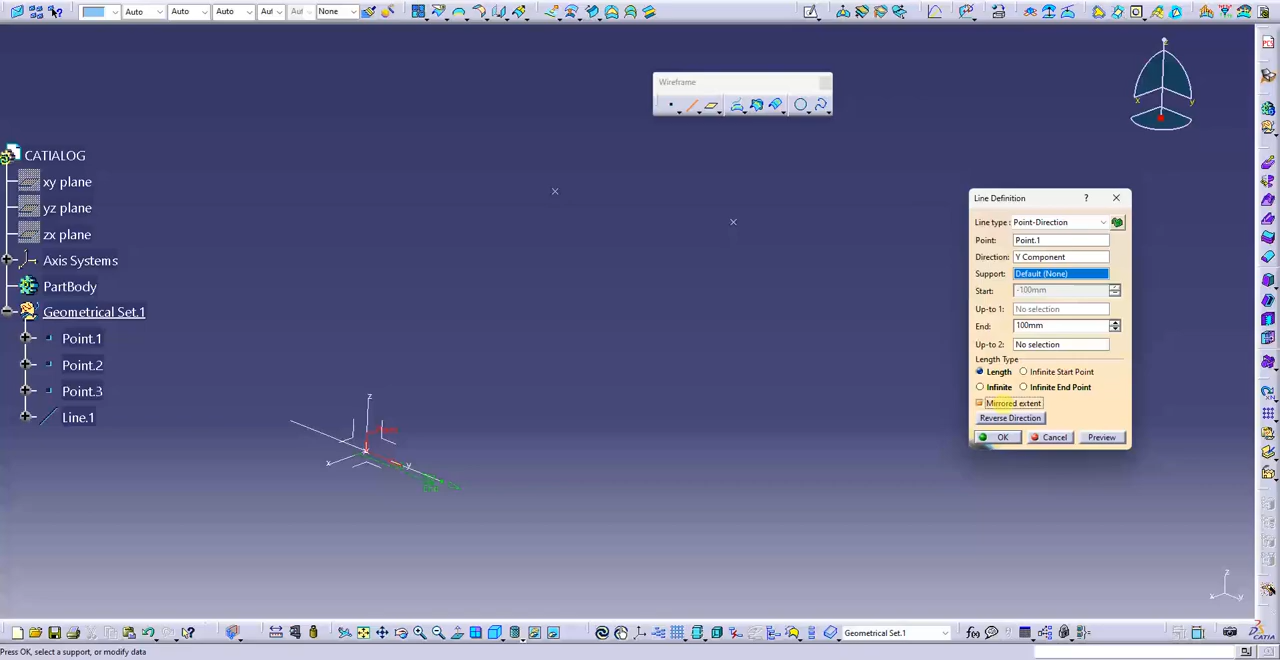 Auto Auto Auto Aut Aut None
Wireframe
z
x y
CATIALOG
xy plane
yz plane
zx plane
Axis Systems
PartBody
Geometrical Set.1
Point.1
Point.2
Point.3
Line.1
z
x
y
Line Definition ?
Line type : Point-Direction
Point: Point.1
Direction: Y Component
Support: Default (None)
Start: -100mm
Up-to 1: No selection
End: 100mm
Up-to 2: No selection
Length Type
Length Infinite Start Point
Infinite Infinite End Point
Mirrored extent
Reverse Direction
OK Cancel Preview
z
x y
Geometrical Set.1
f(x)
CATIA
Press OK, select a support, or modify data